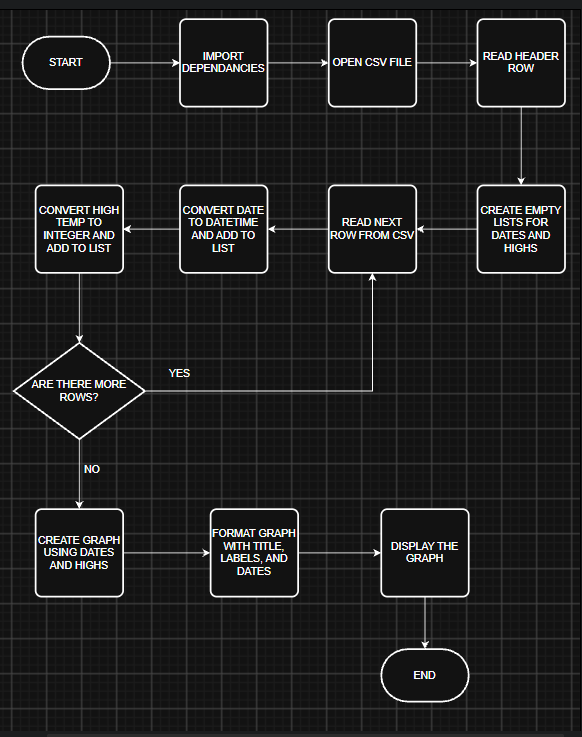 START
IMPORT
DEPENDANCIES
OPEN CSV FILE
READ HEADER
ROW
CREATE EMPTY
LISTS FOR
DATES AND
HIGHS
READ NEXT
ROW FROM CSV
CONVERT DATE
TO DATETIME
AND ADD TO
LIST
CONVERT HIGH
TEMP TO
INTEGER AND
ADD TO LIST
ARE THERE MORE
ROWS?
YES
NO
CREATE GRAPH
USING DATES
AND HIGHS
FORMAT GRAPH
WITH TITLE,
LABELS, AND
DATES
DISPLAY THE
GRAPH
END